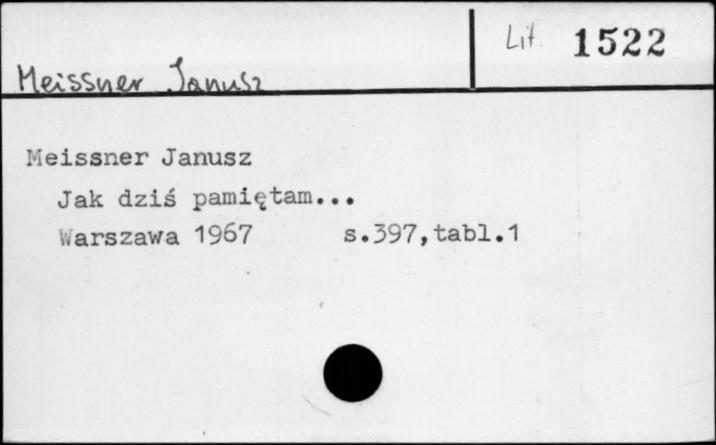 Lit. 1522
Meissner Janusz
Meissner Janusz
Jak dziś pamiętam...
Warszawa 1967 s.397,tabl.1